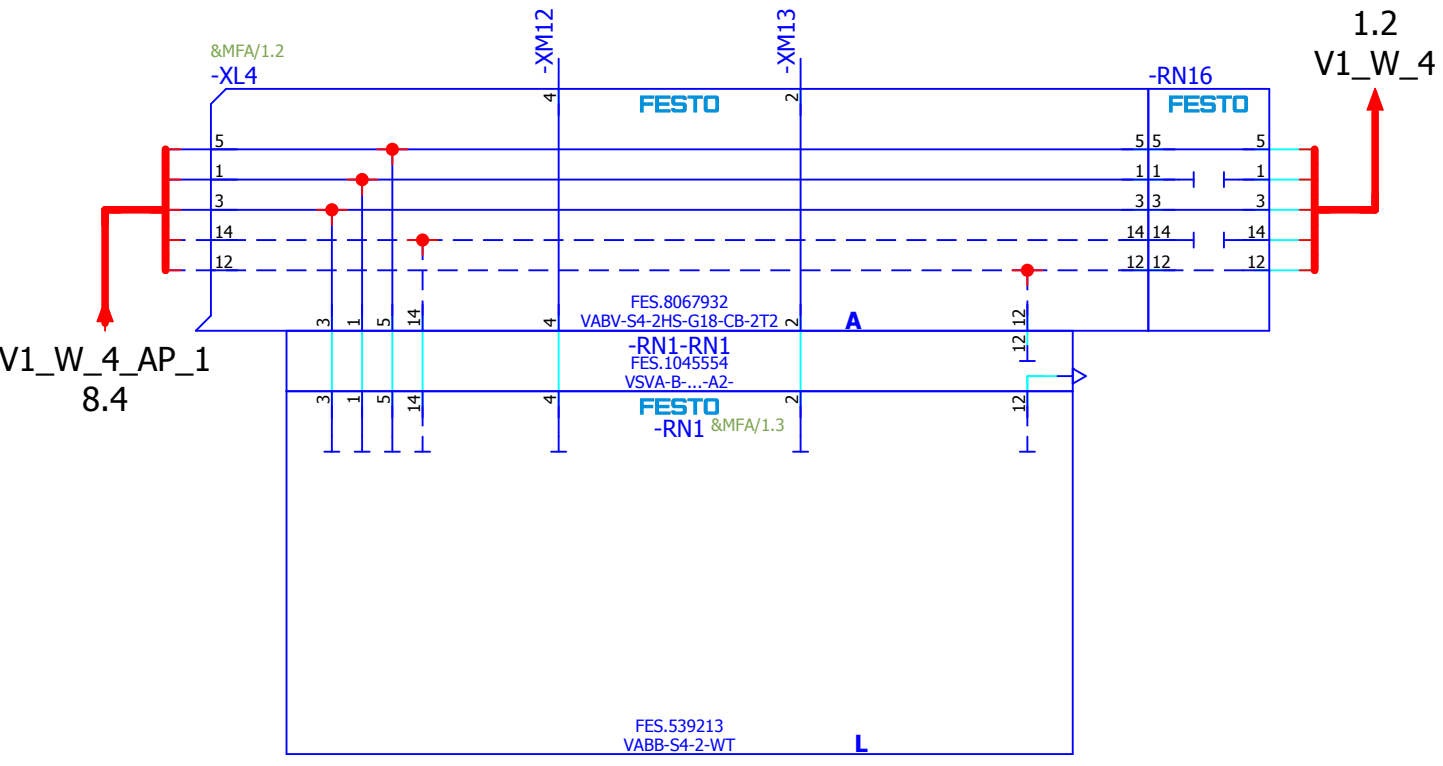 -XM12
-XM13
1.2
V1_W_4
&MFA/1.2
-XL4
-RN16
4
FESTO
2
FESTO
5
5 5
5
1
1 1
1
3
3 3
3
14
14 14
14
12
12 12
12
FES.8067932
VABV-S4-2HS-G18-CB-2T2
A
3 1 5 14 4 2 12
-RN1-RN1
FES.1045554
VSVA-B-...-A2-
12
V1_W_4_AP_1
8.4
3 1 5 14 4 2 12
FESTO
-RN1 &MFA/1.3
FES.539213
VABB-S4-2-WT
L